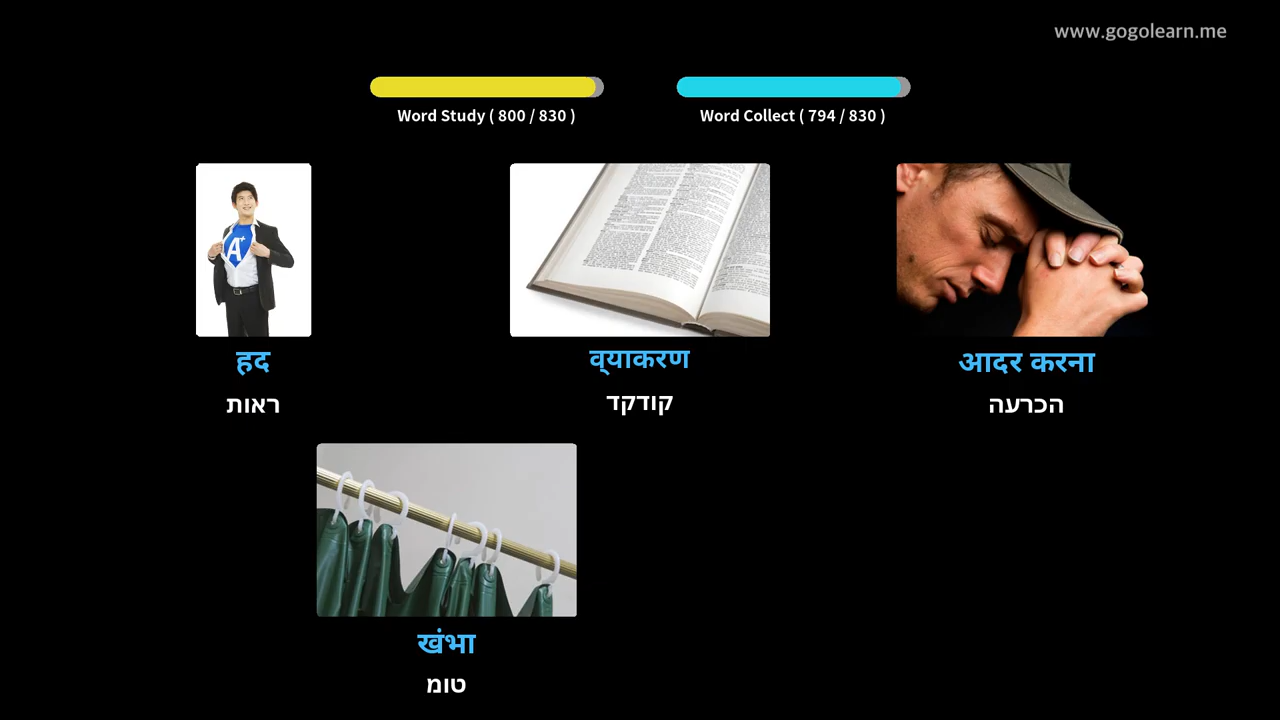 www.gogolearn.me
Word Study ( 800 / 830 )
Word Collect ( 794 / 830 )
A+
हद
व्याकरण
आदर करना
ראות
קודקד
הכרעה
खंभा
טומ